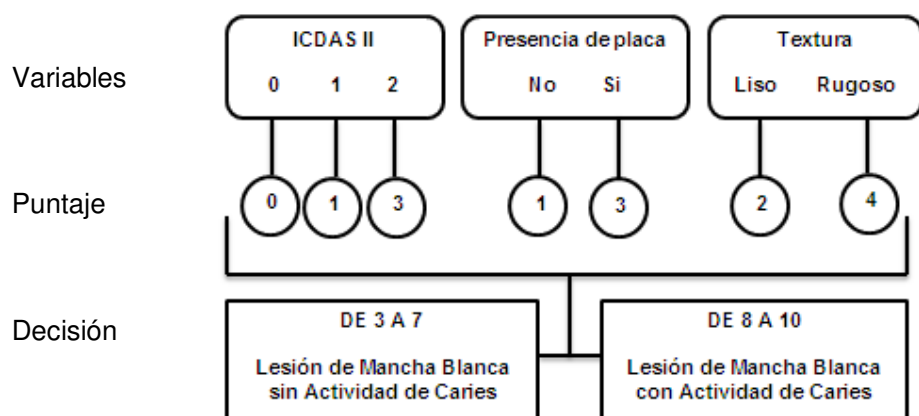 ICDAS II Presencia de placa Textura
Variables 0 1 2 No Si Liso Rugoso
Puntaje 0 1 3 1 3 2 4
Decisión
DE 3 A 7
Lesión de Mancha Blanca
sin Actividad de Caries
DE 8 A 10
Lesión de Mancha Blanca
con Actividad de Caries